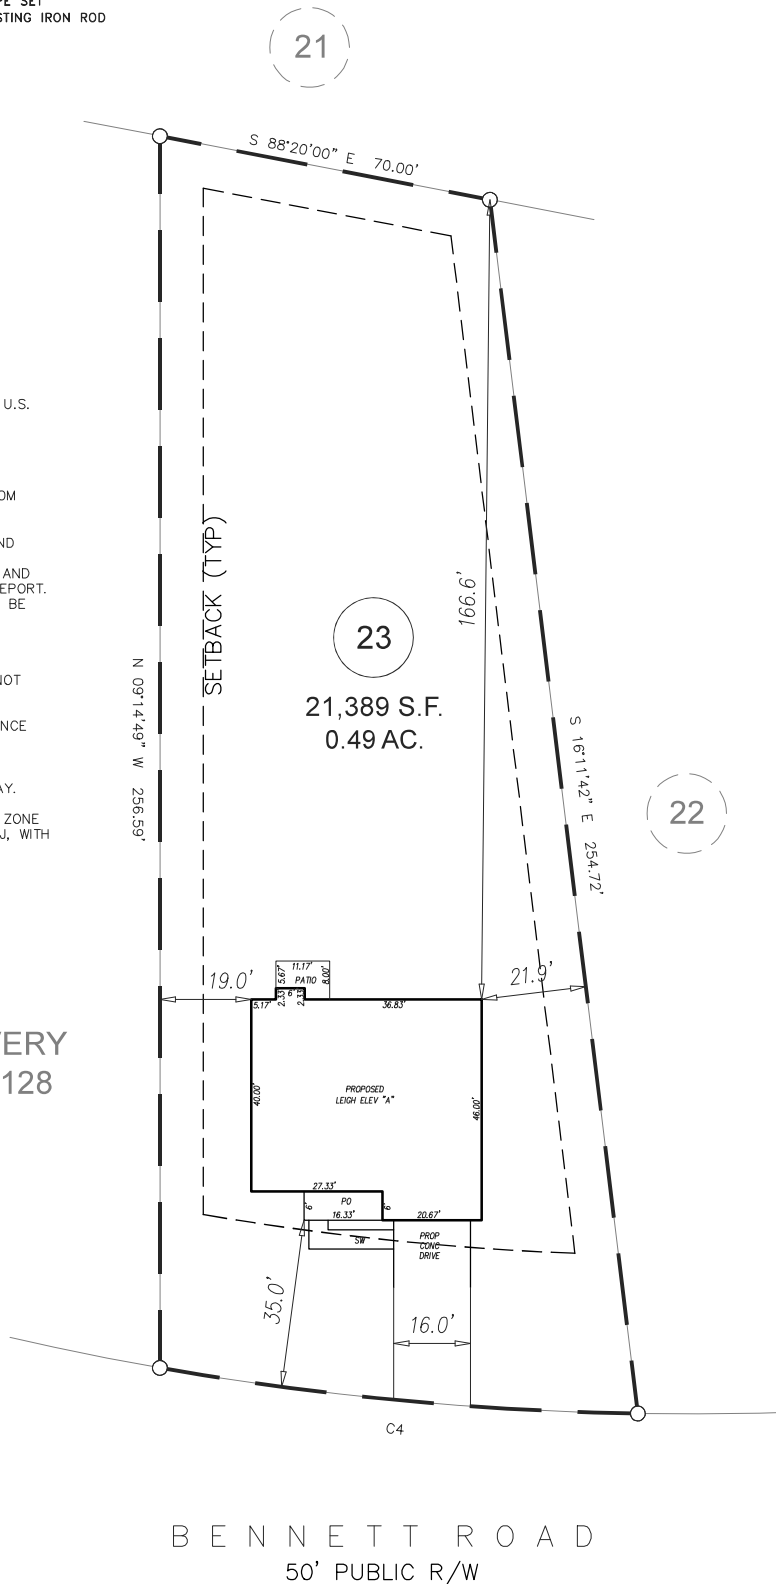 STING IRON ROD
21
S 88°20'00" E 70.00'
U.S.
OM
ND
AND
EPORT.
BE
NOT
NCE
AY.
ZONE
J, WITH
SETBACK (TYP)
166.6'
23
21,389 S.F.
0.49 AC.
N 09°14'49" W 256.59'
S 16°11'42" E 254.72'
22
11.17'
5.67'
PATIO
8.00'
19.0'
21.9'
5.17'
2.33'
6'
2.33'
36.83'
VERY
128
40.00'
PROPOSED
LEIGH ELEV "A"
46.00'
27.33'
PO
6'
16.33'
6'
20.67'
SW
PROP
CONC
DRIVE
35.0'
16.0'
C4
BENNETT ROAD
50' PUBLIC R/W